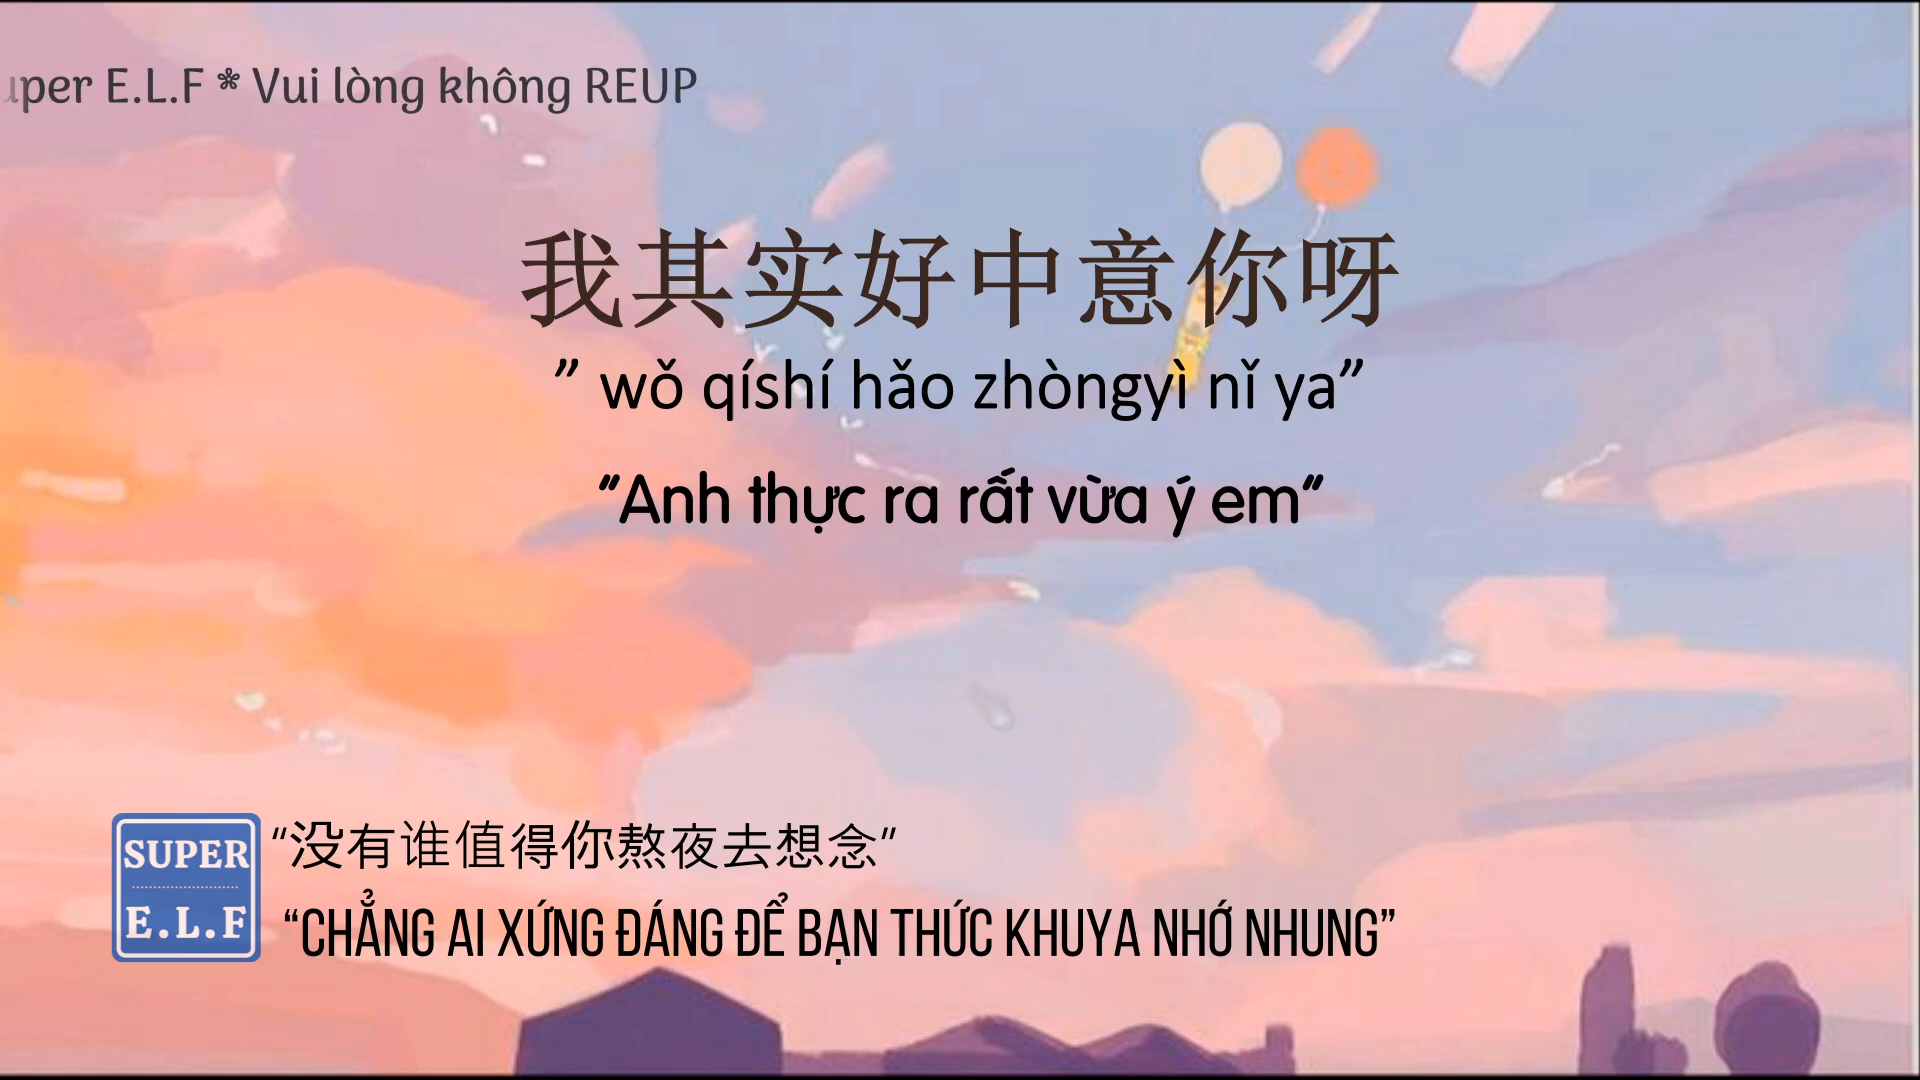 per E.L.F * Vui lòng không REUP
我其实好中意你呀
” wǒ qíshí hǎo zhòngyì nǐ ya”
“Anh thực ra rất vừa ý em”
SUPER
E.L.F
“没有谁值得你熬夜去想念”
“CHẲNG AI XỨNG ĐÁNG ĐỂ BẠN THỨC KHUYA NHỚ NHUNG”